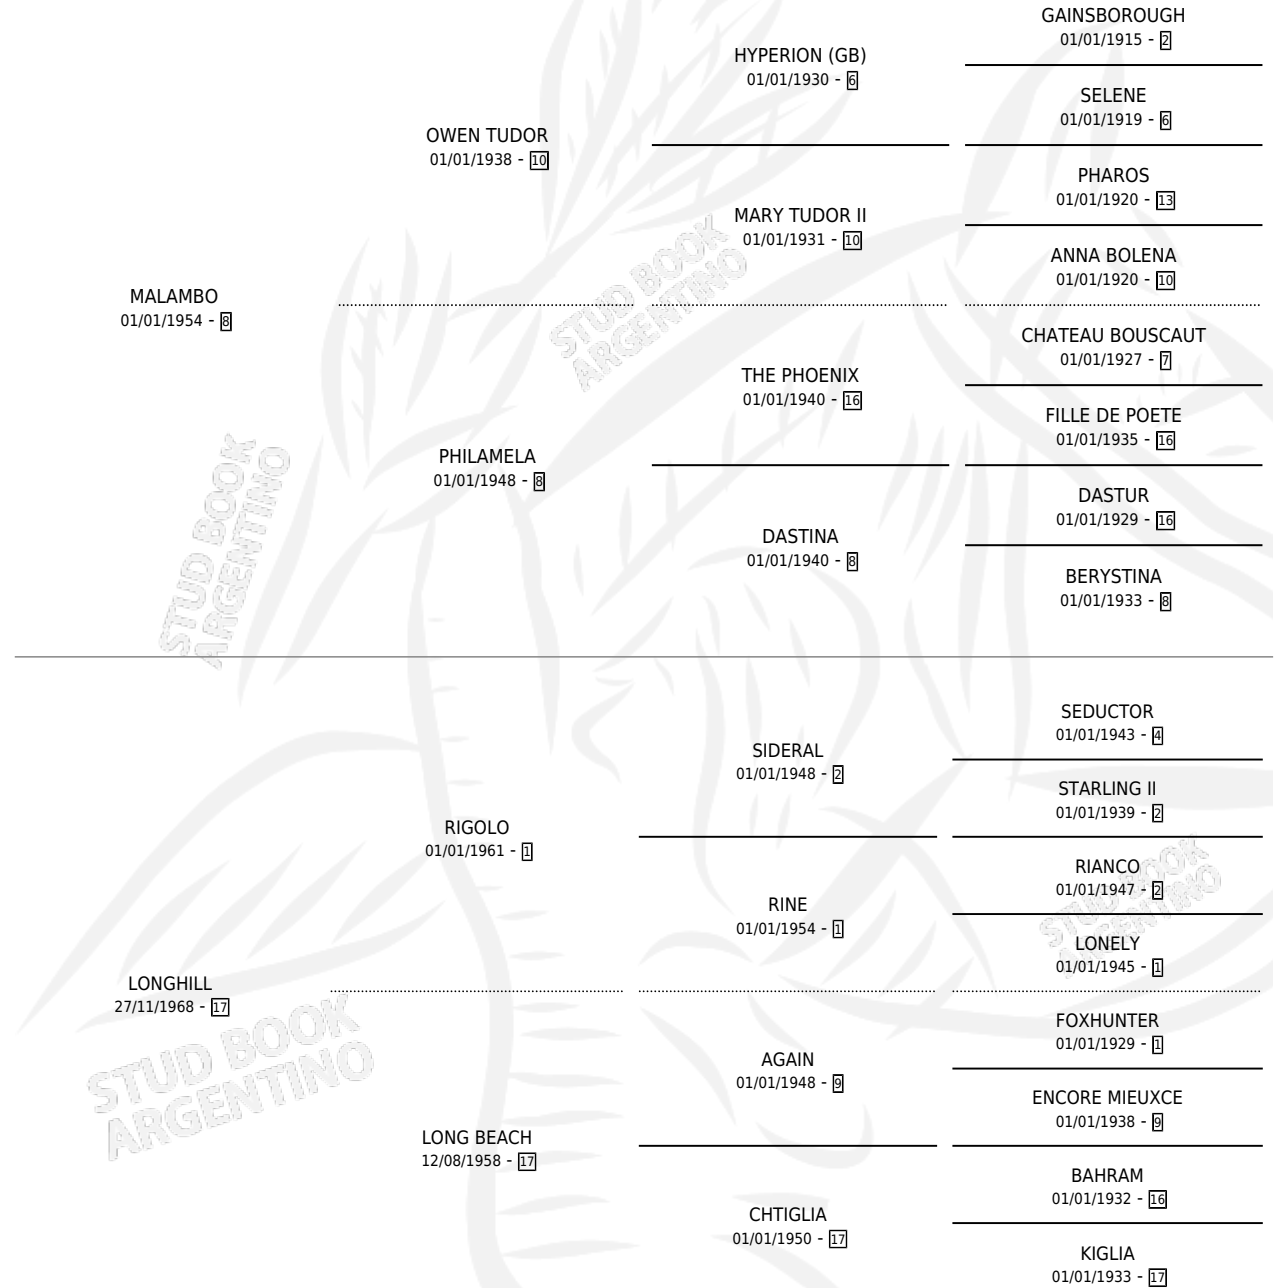 GAINSBOROUGH
01/01/1915 - 2
HYPERION (GB)
01/01/1930 - 6
SELENE
01/01/1919 - 6
OWEN TUDOR
01/01/1938 - 10
PHAROS
01/01/1920 - 13
MARY TUDOR II
01/01/1931 - 10
ANNA BOLENA
01/01/1920 - 10
MALAMBO
01/01/1954 - 8
CHATEAU BOUSCAUT
01/01/1927 - 7
THE PHOENIX
01/01/1940 - 16
FILLE DE POETE
01/01/1935 - 16
PHILAMELA
01/01/1948 - 8
DASTUR
01/01/1929 - 16
DASTINA
01/01/1940 - 8
BERYSTINA
01/01/1933 - 8
STUD BOOK
ARGENTINO
STUD BOOK
ARGENTINO
SEDUCTOR
01/01/1943 - 4
SIDERAL
01/01/1948 - 2
STARLING II
01/01/1939 - 2
RIGOLO
01/01/1961 - 1
RIANCO
01/01/1947 - 2
RINE
01/01/1954 - 1
LONELY
01/01/1945 - 1
LONGHILL
27/11/1968 - 17
FOXHUNTER
01/01/1929 - 1
AGAIN
01/01/1948 - 9
ENCORE MIEUXCE
01/01/1938 - 9
LONG BEACH
12/08/1958 - 17
BAHRAM
01/01/1932 - 16
CHTIGLIA
01/01/1950 - 17
KIGLIA
01/01/1933 - 17
STUD BOOK
ARGENTINO
STUD BOOK
ARGENTINO